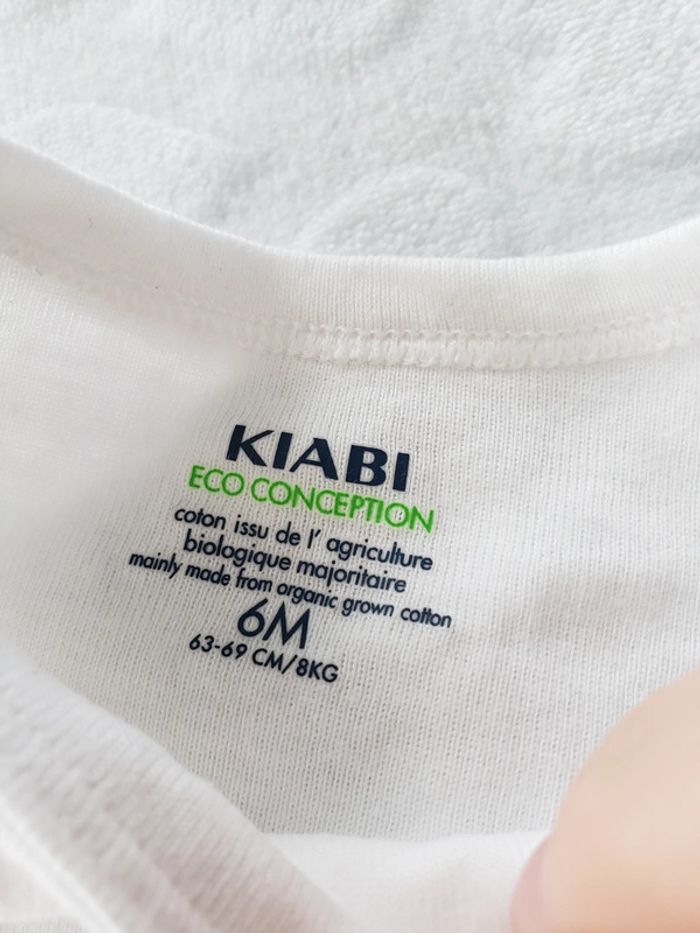 KIABI
ECO CONCEPTION
coton issu de l' agriculture
biologique majoritaire
mainly made from organic grown cotton
6M
63-69 CM/8KG